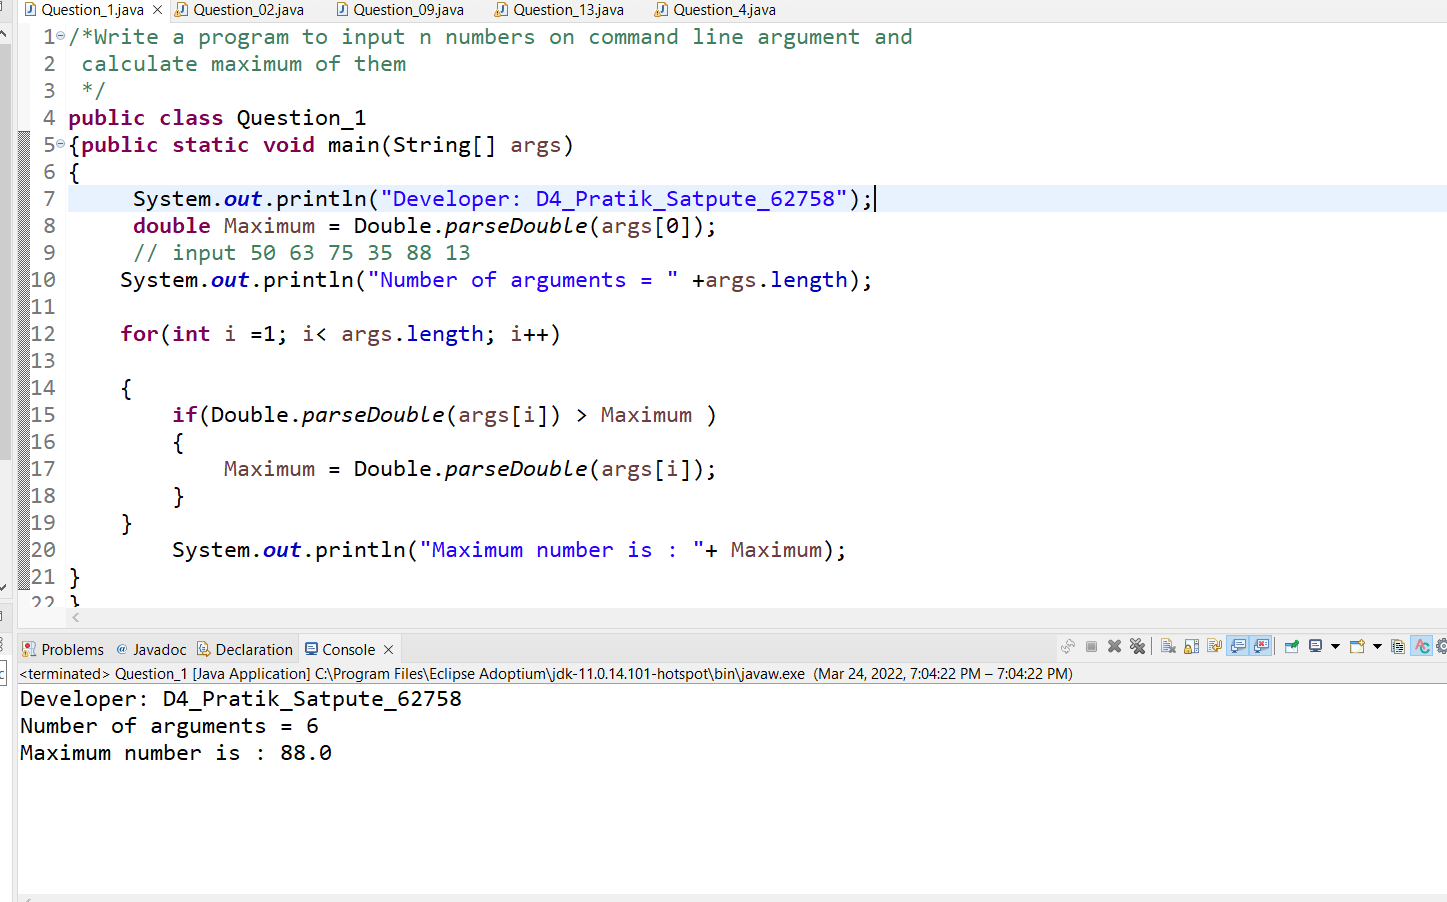 Question_1.java Question_02.java Question_09.java Question_13.java Question_4.java
1 /*Write a program to input n numbers on command line argument and
2 calculate maximum of them
3 */
4 public class Question_1
5 {public static void main(String[] args)
6 {
7 System.out.println("Developer: D4_Pratik_Satpute_62758");
8 double Maximum = Double.parseDouble(args[0]);
9 // input 50 63 75 35 88 13
10 System.out.println("Number of arguments = " +args.length);
11
12 for(int i =1; i< args.length; i++)
13
14 {
15 if(Double.parseDouble(args[i]) > Maximum )
16 {
17 Maximum = Double.parseDouble(args[i]);
18 }
19 }
20 System.out.println("Maximum number is : "+ Maximum);
21 }
22 }
Problems @ Javadoc Declaration Console
<terminated> Question_1 [Java Application] C:\Program Files\Eclipse Adoptium\jdk-11.0.14.101-hotspot\bin\javaw.exe (Mar 24, 2022, 7:04:22 PM – 7:04:22 PM)
Developer: D4_Pratik_Satpute_62758
Number of arguments = 6
Maximum number is : 88.0